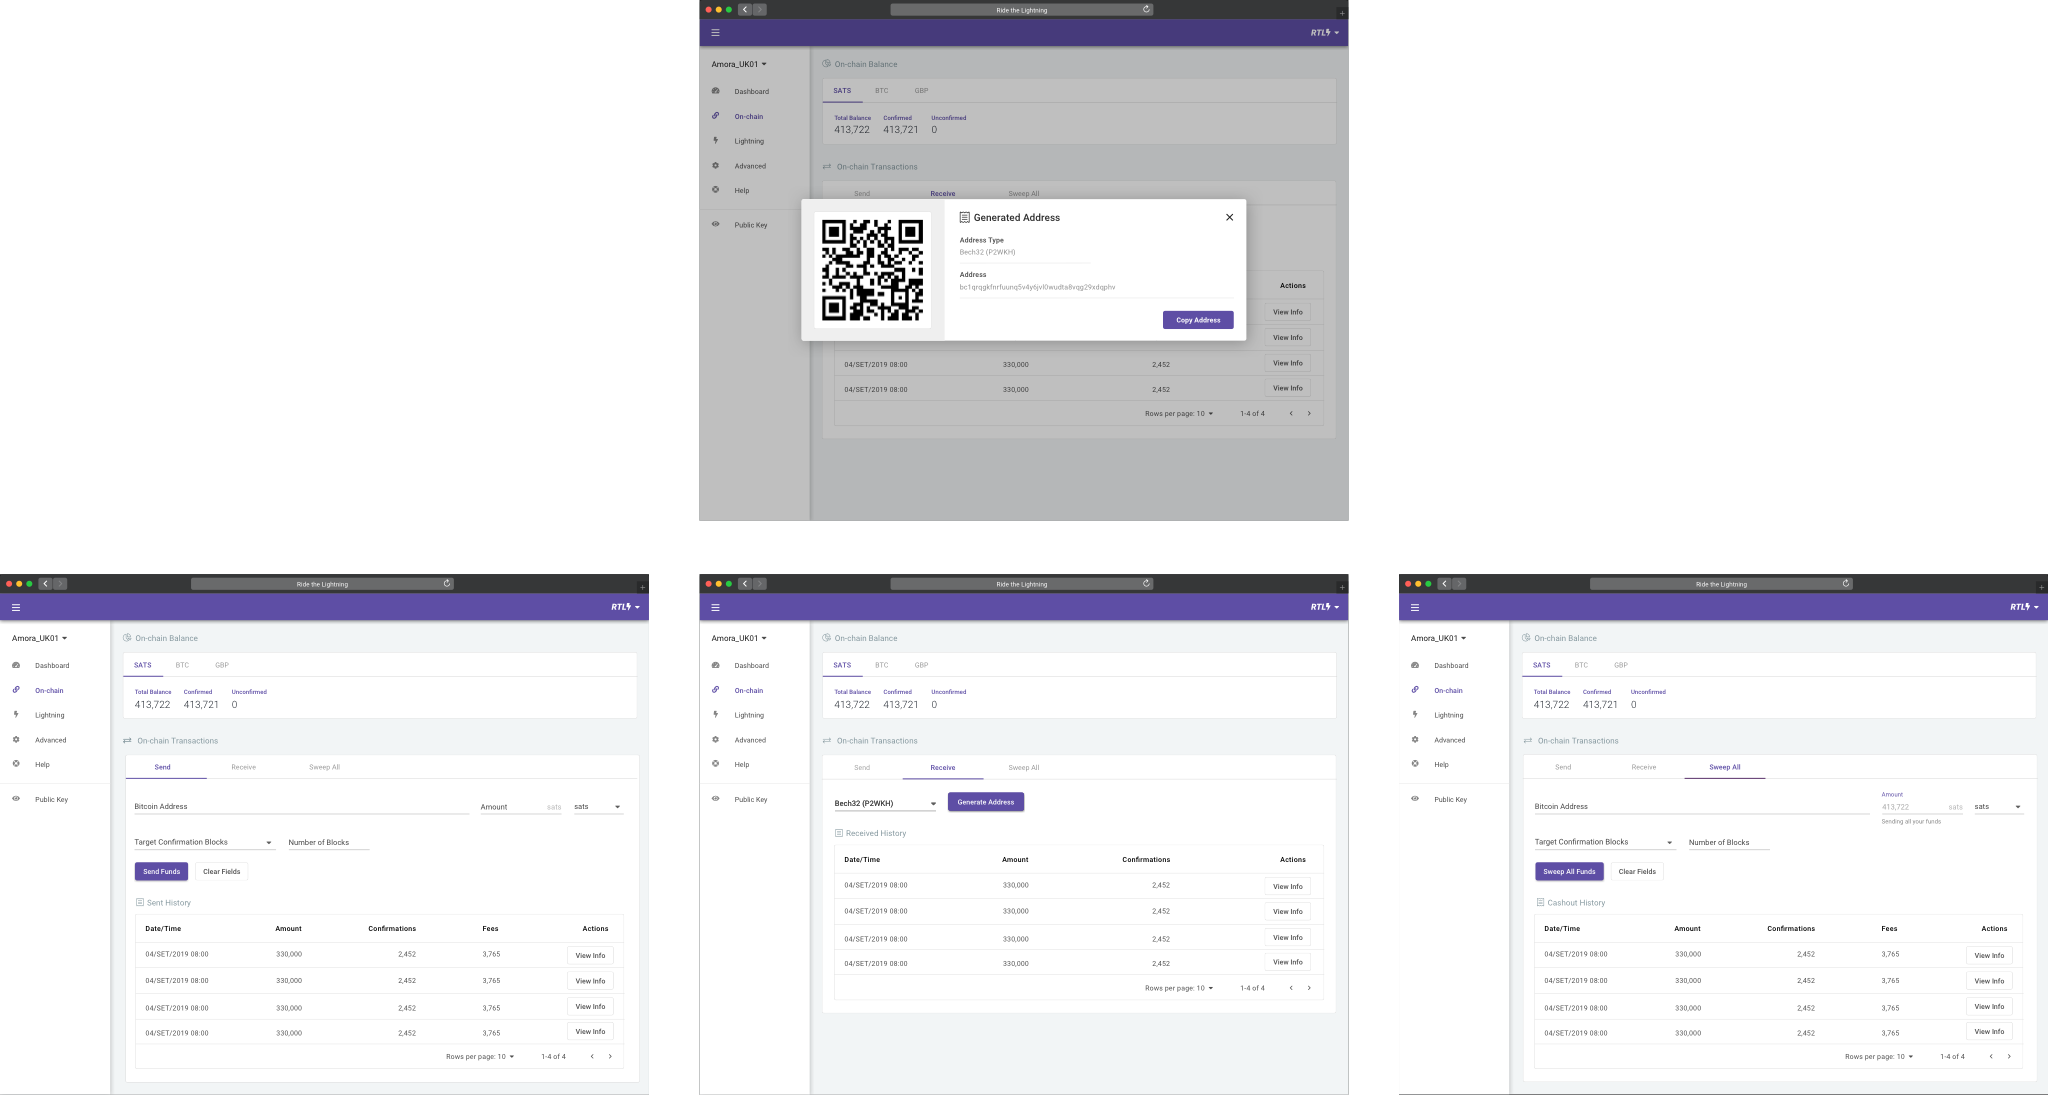 Ride the Lightning
RTL
Amora_UK01
Dashboard
On-chain
Lightning
Advanced
Help
Public Key
On-chain Balance
SATS BTC GBP
Total Balance Confirmed Unconfirmed
413,722 413,721 0
On-chain Transactions
Send Receive Sweep All
Generated Address
Address Type
Bech32 (P2WKH)
Address
Copy Address
Actions
View Info
View Info
04/SET/2019 08:00 330,000 2,452 View Info
04/SET/2019 08:00 330,000 2,452 View Info
Rows per page: 10 1-4 of 4
Ride the Lightning
RTL
Amora_UK01
Dashboard
On-chain
Lightning
Advanced
Help
Public Key
On-chain Balance
SATS BTC GBP
Total Balance Confirmed Unconfirmed
413,722 413,721 0
On-chain Transactions
Send Receive Sweep All
Bitcoin Address Amount sats sats
Target Confirmation Blocks Number of Blocks
Send Funds Clear Fields
Sent History
Date/Time Amount Confirmations Fees Actions
04/SET/2019 08:00 330,000 2,452 3,765 View Info
04/SET/2019 08:00 330,000 2,452 3,765 View Info
04/SET/2019 08:00 330,000 2,452 3,765 View Info
04/SET/2019 08:00 330,000 2,452 3,765 View Info
Rows per page: 10 1-4 of 4
Ride the Lightning
RTL
Amora_UK01
Dashboard
On-chain
Lightning
Advanced
Help
Public Key
On-chain Balance
SATS BTC GBP
Total Balance Confirmed Unconfirmed
413,722 413,721 0
On-chain Transactions
Send Receive Sweep All
Bech32 (P2WKH) Generate Address
Received History
Date/Time Amount Confirmations Actions
04/SET/2019 08:00 330,000 2,452 View Info
04/SET/2019 08:00 330,000 2,452 View Info
04/SET/2019 08:00 330,000 2,452 View Info
04/SET/2019 08:00 330,000 2,452 View Info
Rows per page: 10 1-4 of 4
Ride the Lightning
RTL
Amora_UK01
Dashboard
On-chain
Lightning
Advanced
Help
Public Key
On-chain Balance
SATS BTC GBP
Total Balance Confirmed Unconfirmed
413,722 413,721 0
On-chain Transactions
Send Receive Sweep All
Amount
Bitcoin Address 413,722 sats sats
Sending all your funds
Target Confirmation Blocks Number of Blocks
Sweep All Funds Clear Fields
Cashout History
Date/Time Amount Confirmations Fees Actions
04/SET/2019 08:00 330,000 2,452 3,765 View Info
04/SET/2019 08:00 330,000 2,452 3,765 View Info
04/SET/2019 08:00 330,000 2,452 3,765 View Info
04/SET/2019 08:00 330,000 2,452 3,765 View Info
Rows per page: 10 1-4 of 4